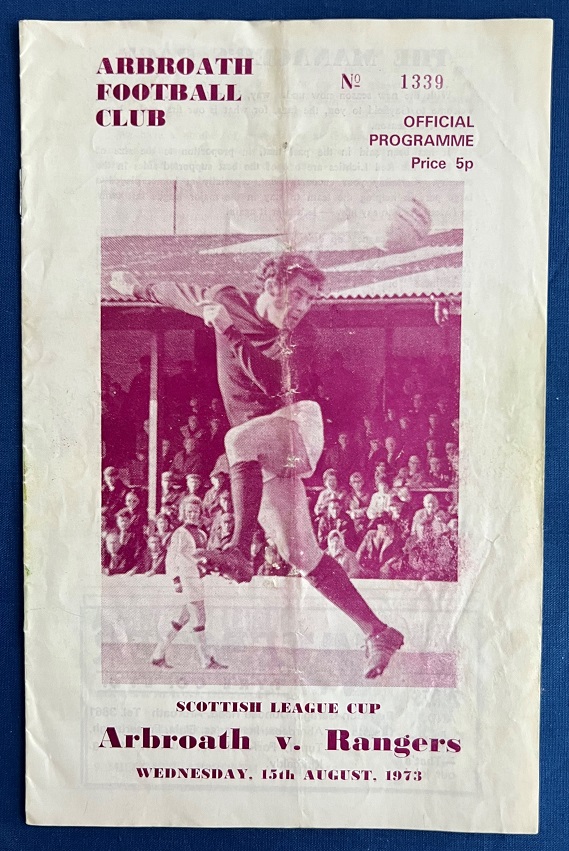 ARBROATH
FOOTBALL
CLUB
Nº 1339
OFFICIAL
PROGRAMME
Price 5p
SCOTTISH LEAGUE CUP
Arbroath v. Rangers
WEDNESDAY, 15th AUGUST, 1973